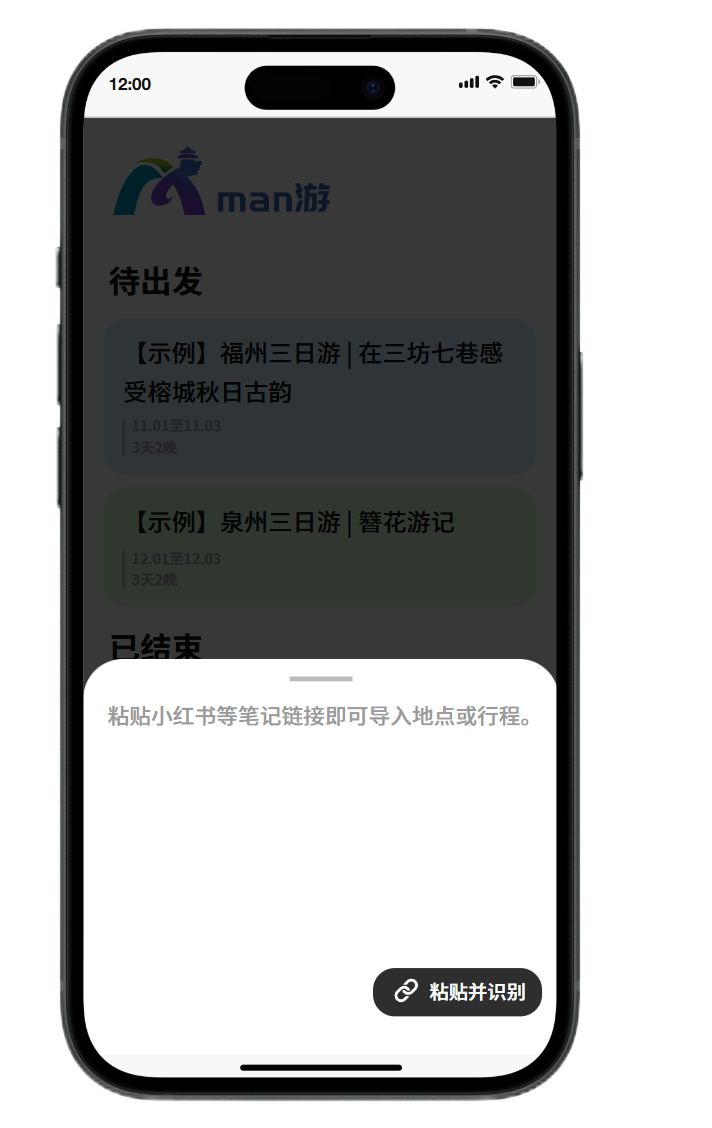 12:00
man游
待出发
【示例】福州三日游 | 在三坊七巷感
受榕城秋日古韵
11.01至11.03
3天2晚
【示例】泉州三日游 | 簪花游记
12.01至12.03
3天2晚
已结束
粘贴小红书等笔记链接即可导入地点或行程。
粘贴并识别